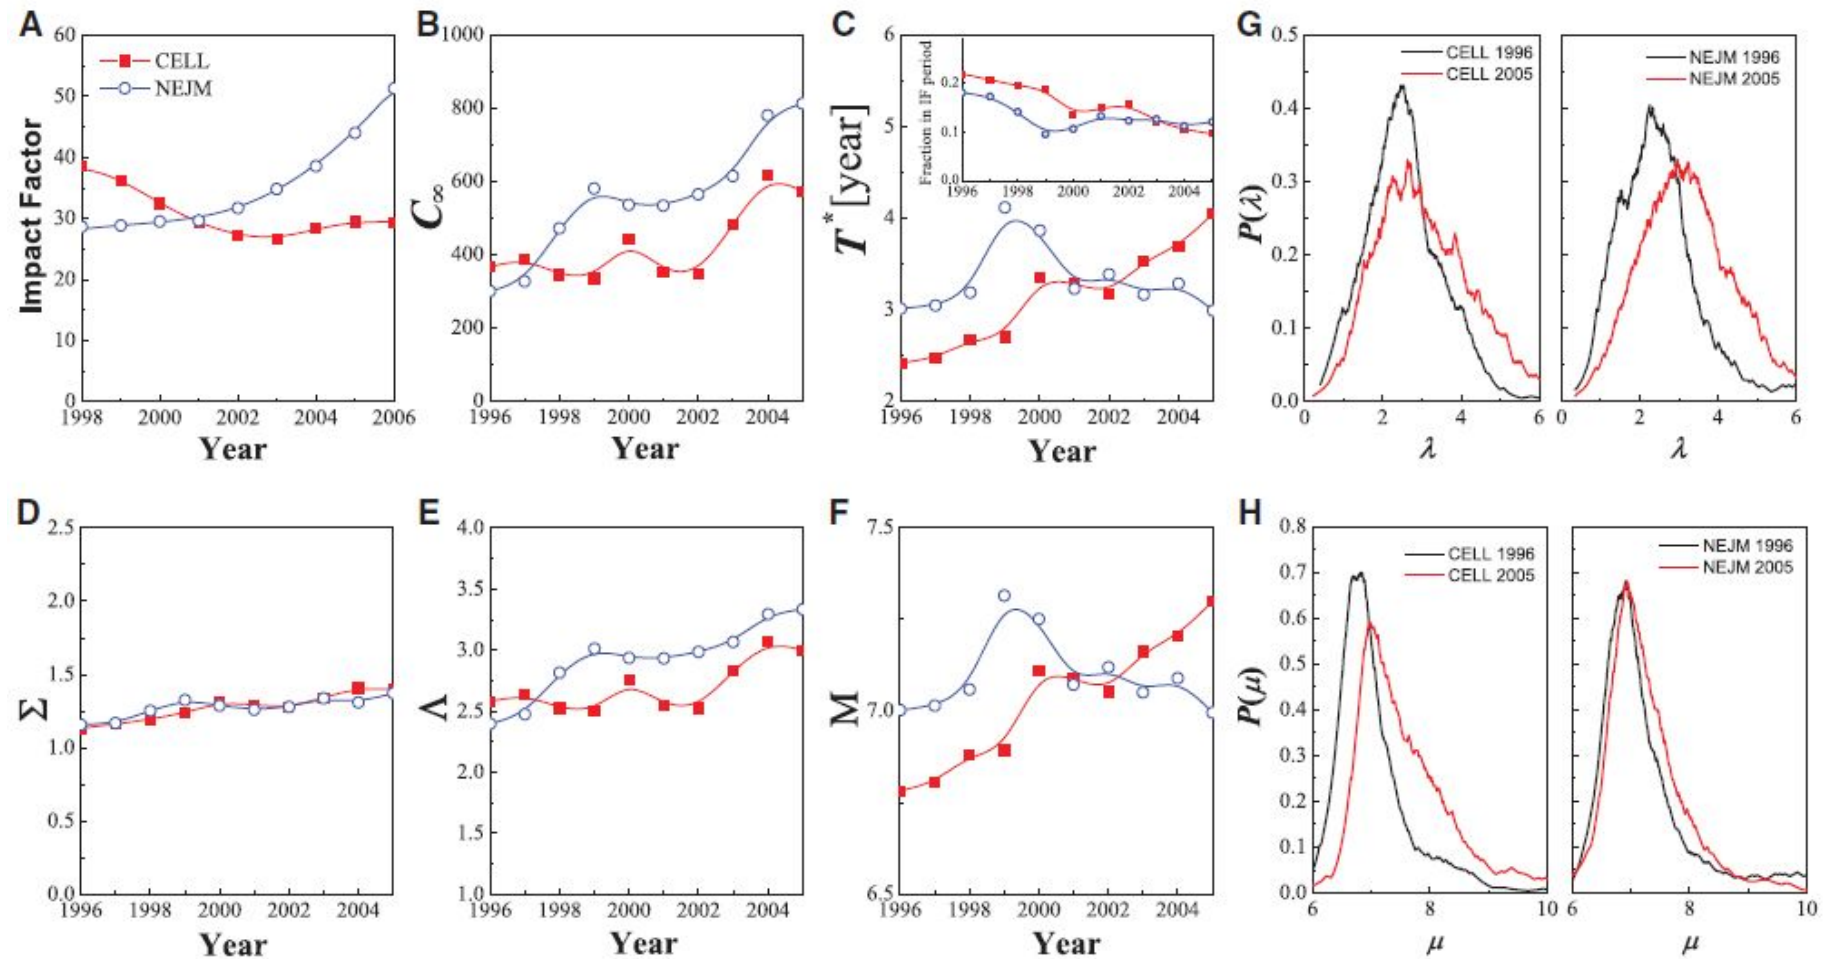 A
60
50
40
30
20
10
0
CELL
NEJM
Impact Factor
1998
2000
2002
2004
2006
Year
B
1000
800
600
400
200
0
C∞
1996
1998
2000
2002
2004
Year
C
6
5
4
3
2
T* [year]
Fraction in IF period
0.2
0.1
0.0
1996
1998
2000
2002
2004
1996
1998
2000
2002
2004
Year
G
0.5
0.4
0.3
0.2
0.1
0.0
P(λ)
CELL 1996
CELL 2005
0
2
4
6
λ
NEJM 1996
NEJM 2005
0
2
4
6
λ
D
2.5
2.0
1.5
1.0
0.5
0.0
Σ
1996
1998
2000
2002
2004
Year
E
4.0
3.5
3.0
2.5
2.0
1.5
1.0
Λ
1996
1998
2000
2002
2004
Year
F
7.5
7.0
6.5
M
1996
1998
2000
2002
2004
Year
H
0.8
0.7
0.6
0.5
0.4
0.3
0.2
0.1
0.0
P(μ)
CELL 1996
CELL 2005
6
8
10
μ
NEJM 1996
NEJM 2005
6
8
10
μ